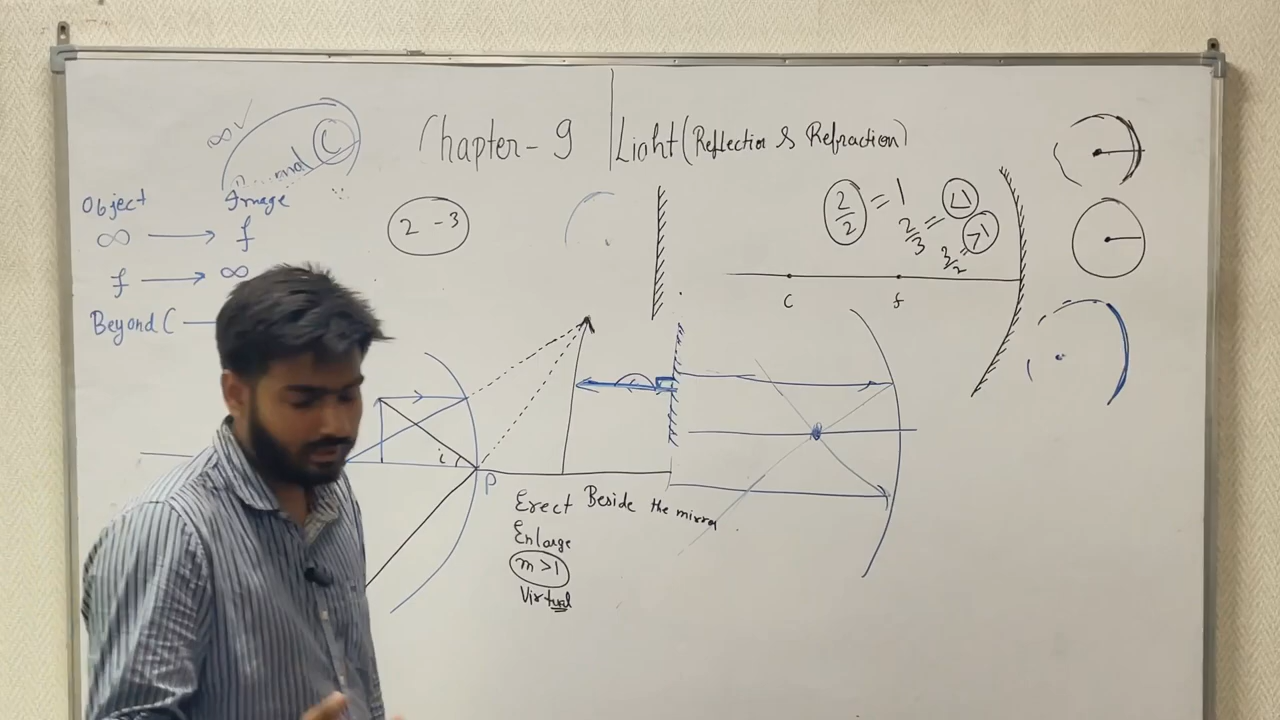 Chapter - 9 | Light (Reflection & Refraction)
∞✓
C
Object Image
∞ → f
f → ∞
Beyond C —
2 - 3
2/2 = 1
2/3 = <1
3/2 = >1
C f
i
P
Erect Beside the mirror
Enlarge
m > 1
Virtual